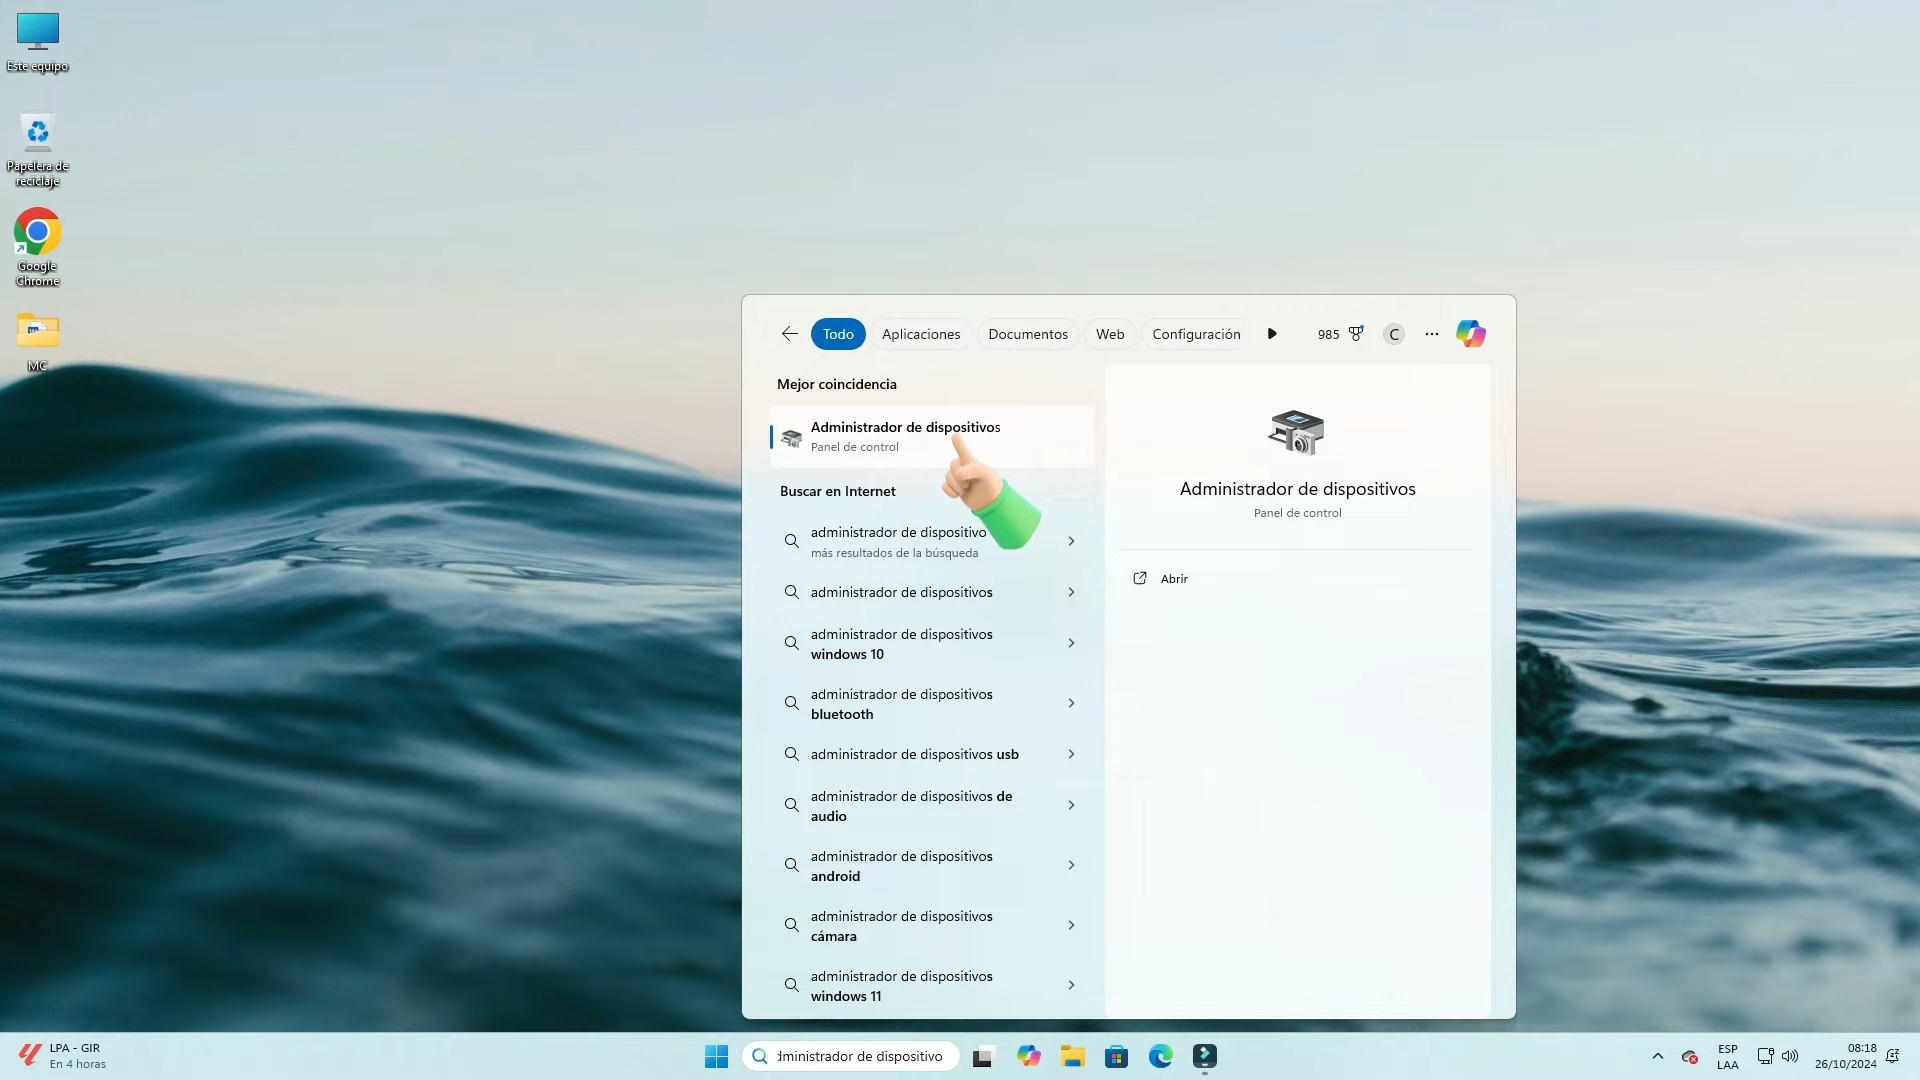 Este equipo
Papelera de
reciclaje
Google
Chrome
MC
Todo
Aplicaciones
Documentos
Web
Configuración
985
C
Mejor coincidencia
Administrador de dispositivos
Panel de control
Buscar en Internet
administrador de dispositivo
más resultados de la búsqueda
administrador de dispositivos
administrador de dispositivos
windows 10
administrador de dispositivos
bluetooth
administrador de dispositivos usb
administrador de dispositivos de
audio
administrador de dispositivos
android
administrador de dispositivos
cámara
administrador de dispositivos
windows 11
Administrador de dispositivos
Panel de control
Abrir
LPA - GIR
En 4 horas
dministrador de dispositivo
ESP
LAA
08:18
26/10/2024